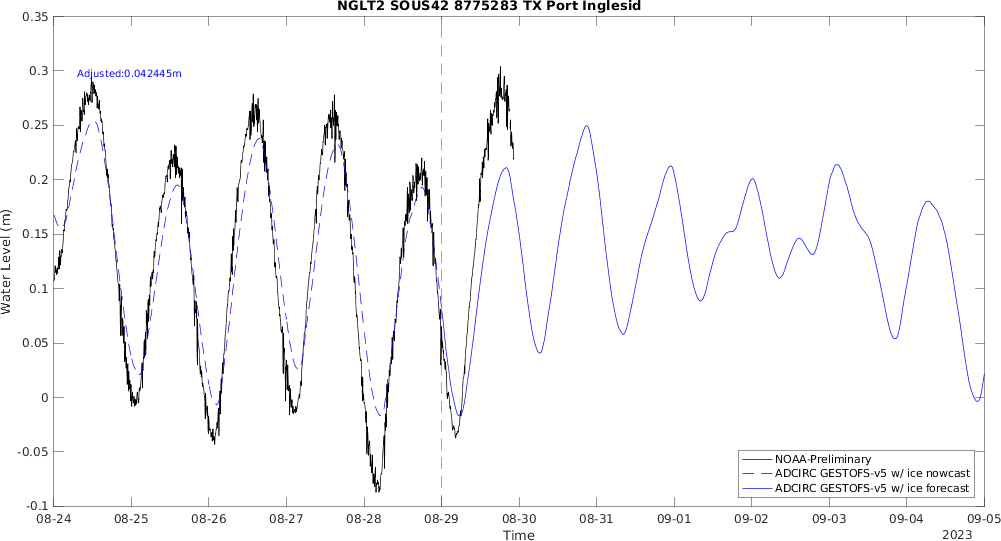 NGLT2 SOUS42 8775283 TX Port Inglesid
0.35
0.3
0.25
0.2
0.15
0.1
0.05
0
-0.05
-0.1
Water Level (m)
Adjusted:0.042445m
NOAA-Preliminary
ADCIRC GESTOFS-v5 w/ ice nowcast
ADCIRC GESTOFS-v5 w/ ice forecast
08-24 08-25 08-26 08-27 08-28 08-29 08-30 08-31 09-01 09-02 09-03 09-04 09-05
Time
2023